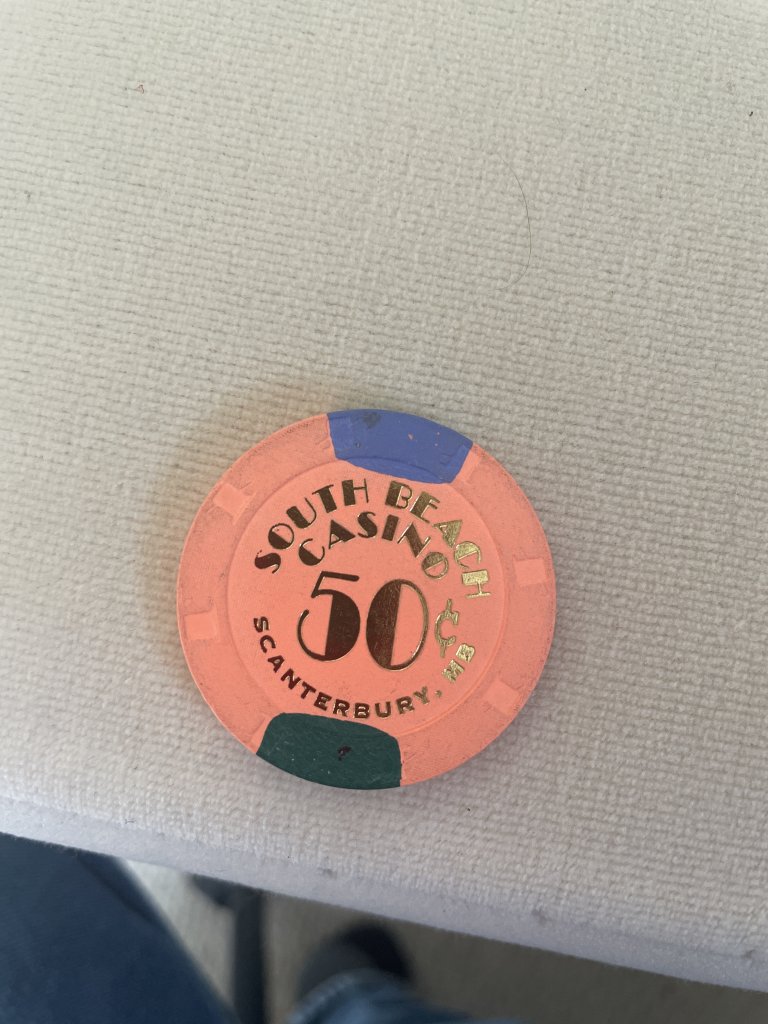 SOUTH BEACH
CASINO
50¢
SCANTERBURY, MB